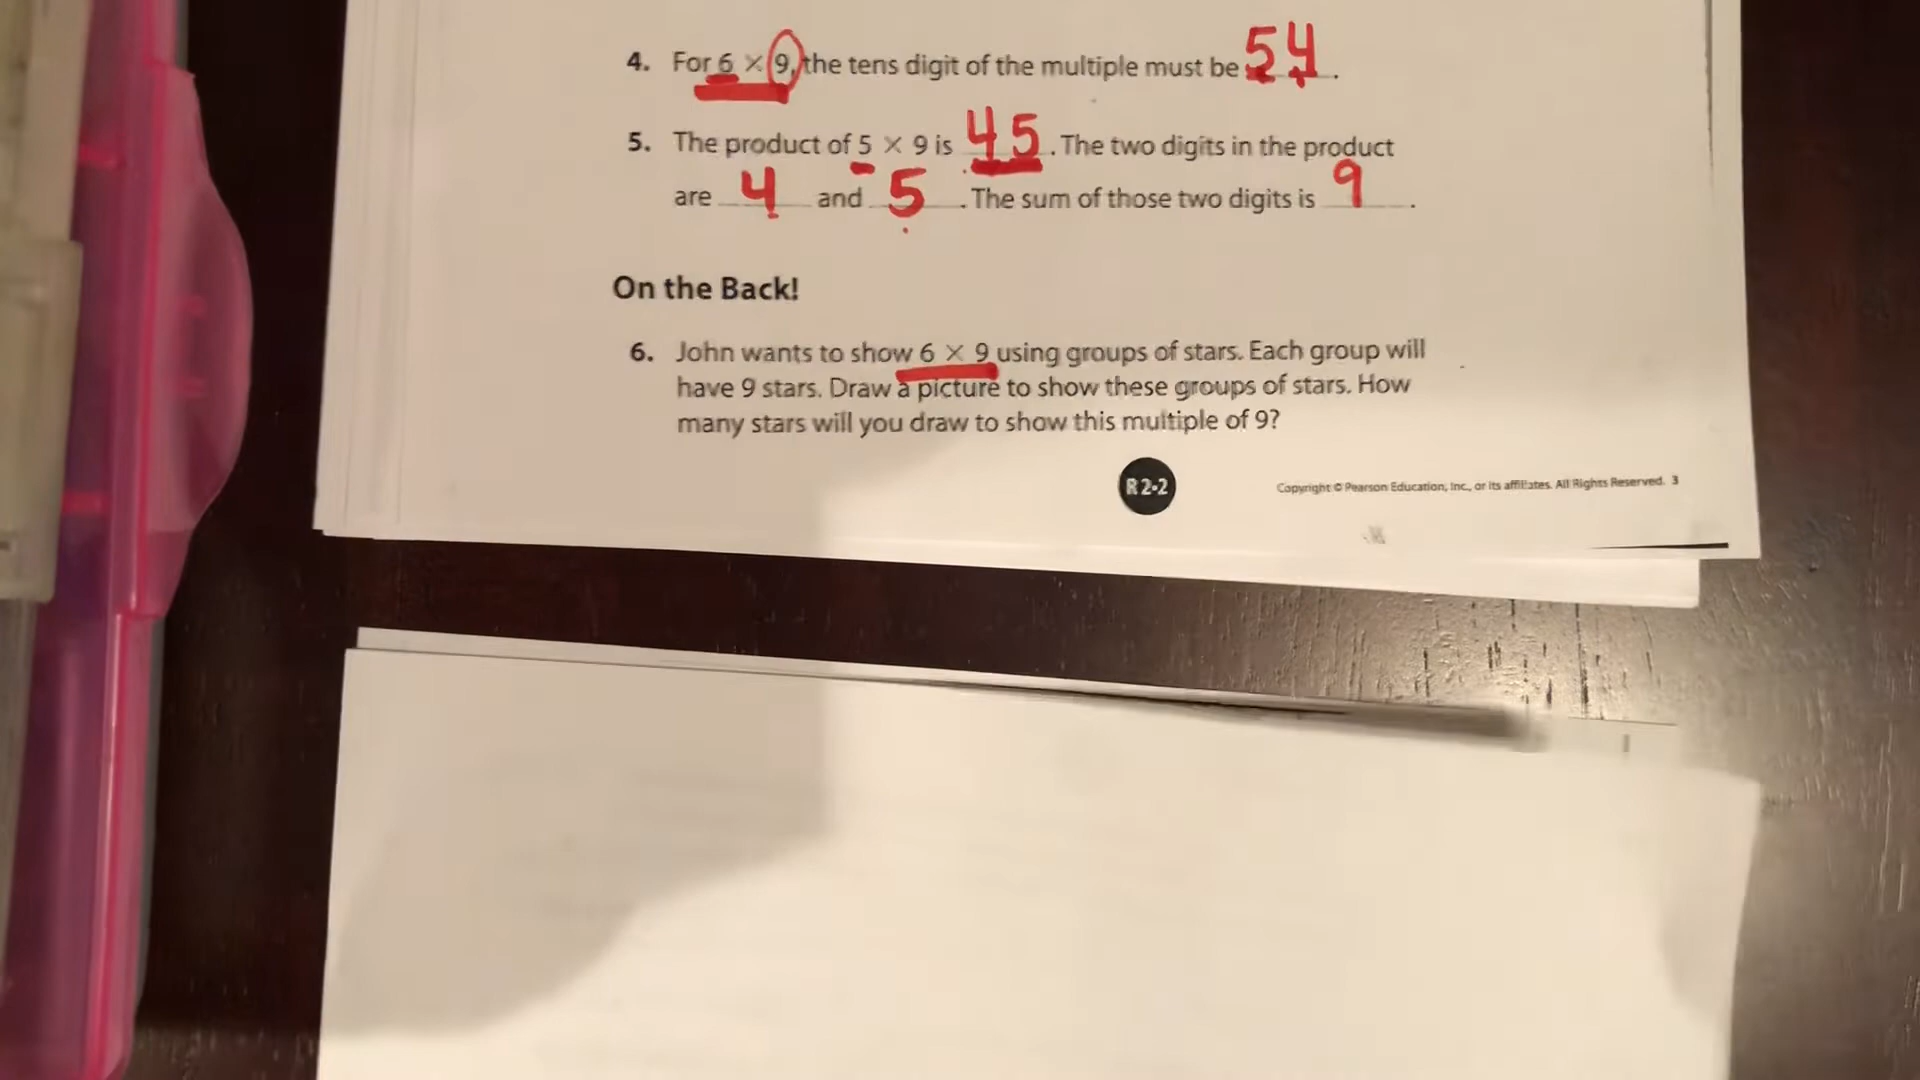 4. For 6 × 9, the tens digit of the multiple must be 54.
5. The product of 5 × 9 is 45. The two digits in the product
are 4 and 5. The sum of those two digits is 9.
On the Back!
6. John wants to show 6 × 9 using groups of stars. Each group will
have 9 stars. Draw a picture to show these groups of stars. How
many stars will you draw to show this multiple of 9?
R 2-2
Copyright © Pearson Education, Inc., or its affiliates. All Rights Reserved. 3